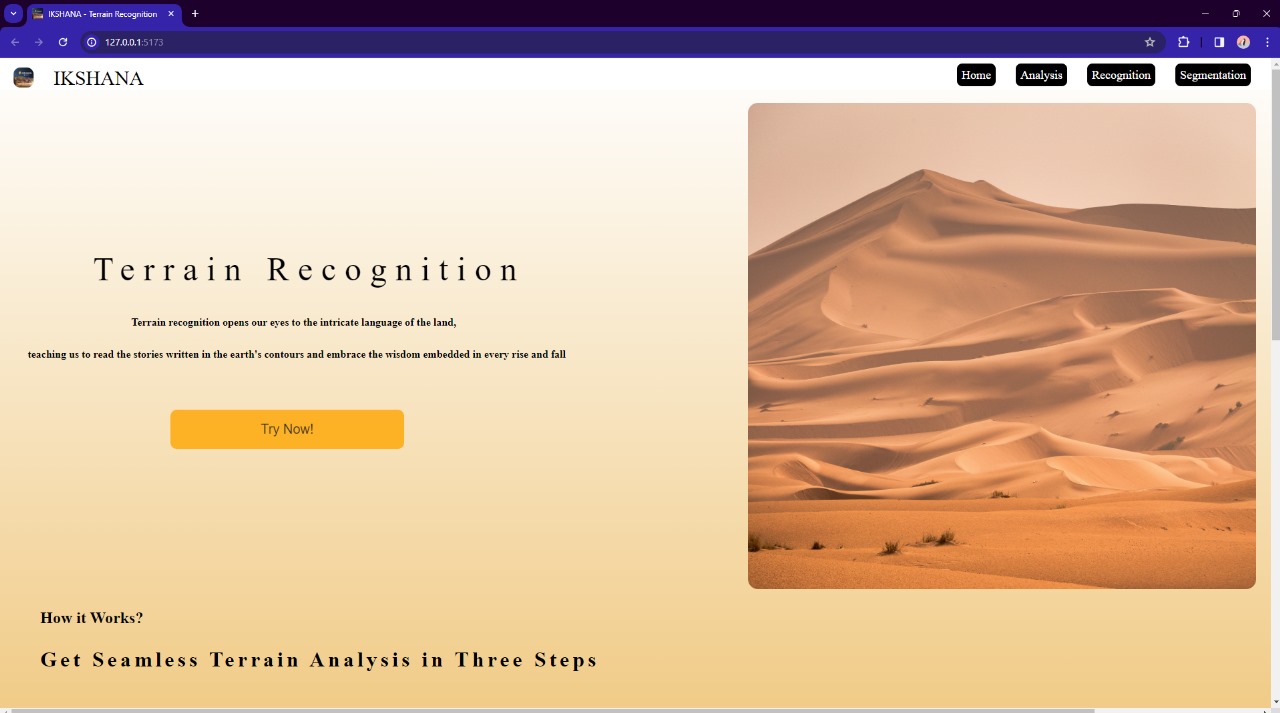 IKSHANA - Terrain Recognition
127.0.0.1:5173
IKSHANA
Home
Analysis
Recognition
Segmentation
Terrain Recognition
Terrain recognition opens our eyes to the intricate language of the land,
teaching us to read the stories written in the earth's contours and embrace the wisdom embedded in every rise and fall
Try Now!
How it Works?
Get Seamless Terrain Analysis in Three Steps